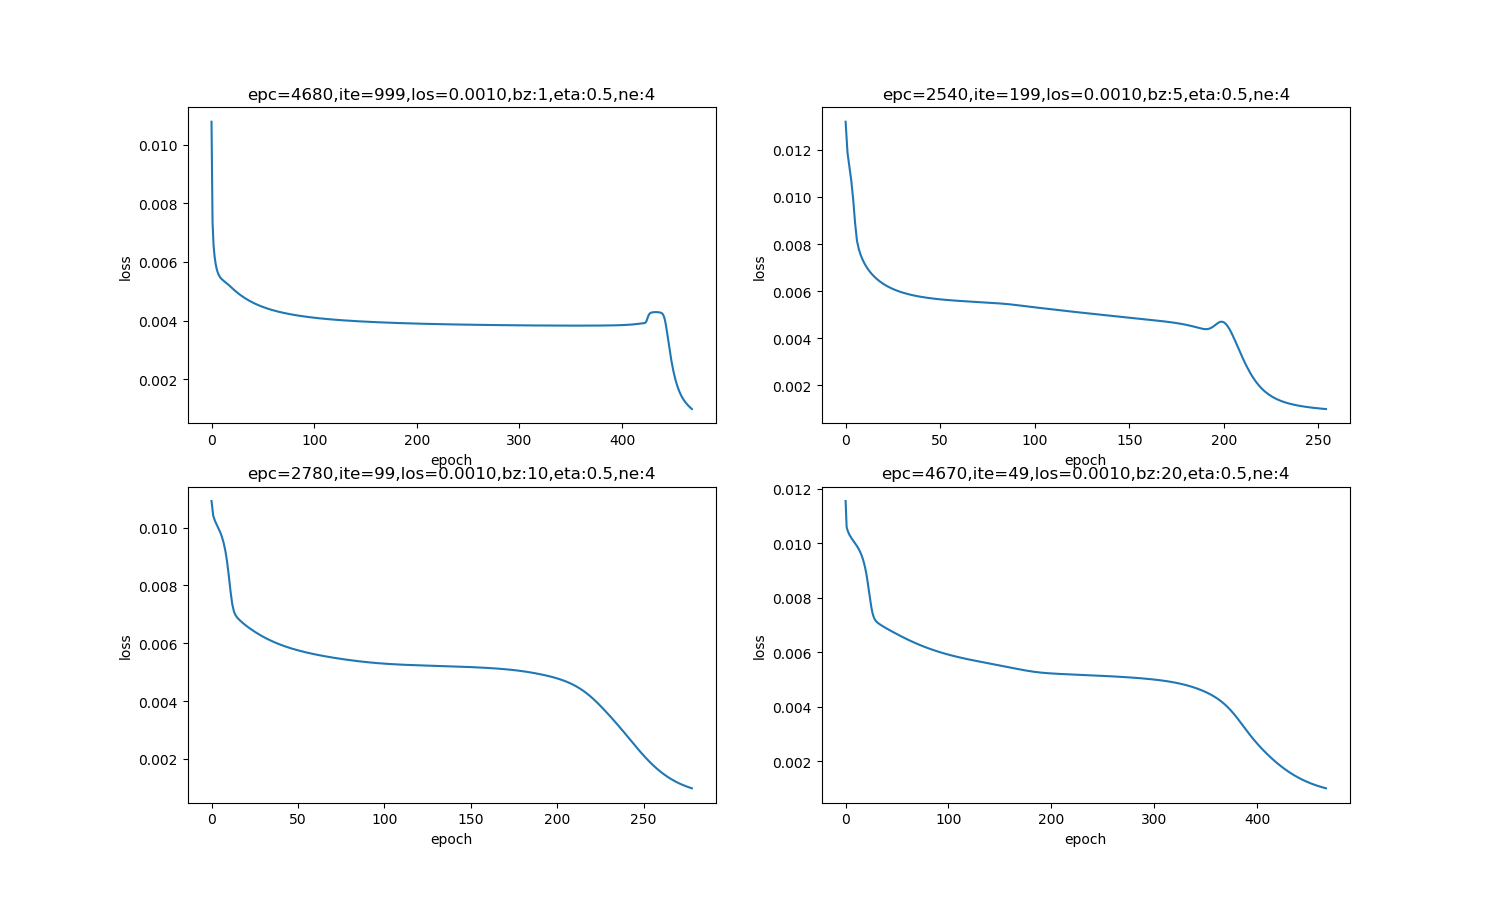 epc=4680,ite=999,los=0.0010,bz:1,eta:0.5,ne:4
0.010
0.008
0.006
0.004
0.002
loss
0 100 200 300 400
epoch
epc=2540,ite=199,los=0.0010,bz:5,eta:0.5,ne:4
0.012
0.010
0.008
0.006
0.004
0.002
loss
0 50 100 150 200 250
epoch
epc=2780,ite=99,los=0.0010,bz:10,eta:0.5,ne:4
0.010
0.008
0.006
0.004
0.002
loss
0 50 100 150 200 250
epoch
epc=4670,ite=49,los=0.0010,bz:20,eta:0.5,ne:4
0.012
0.010
0.008
0.006
0.004
0.002
loss
0 100 200 300 400
epoch